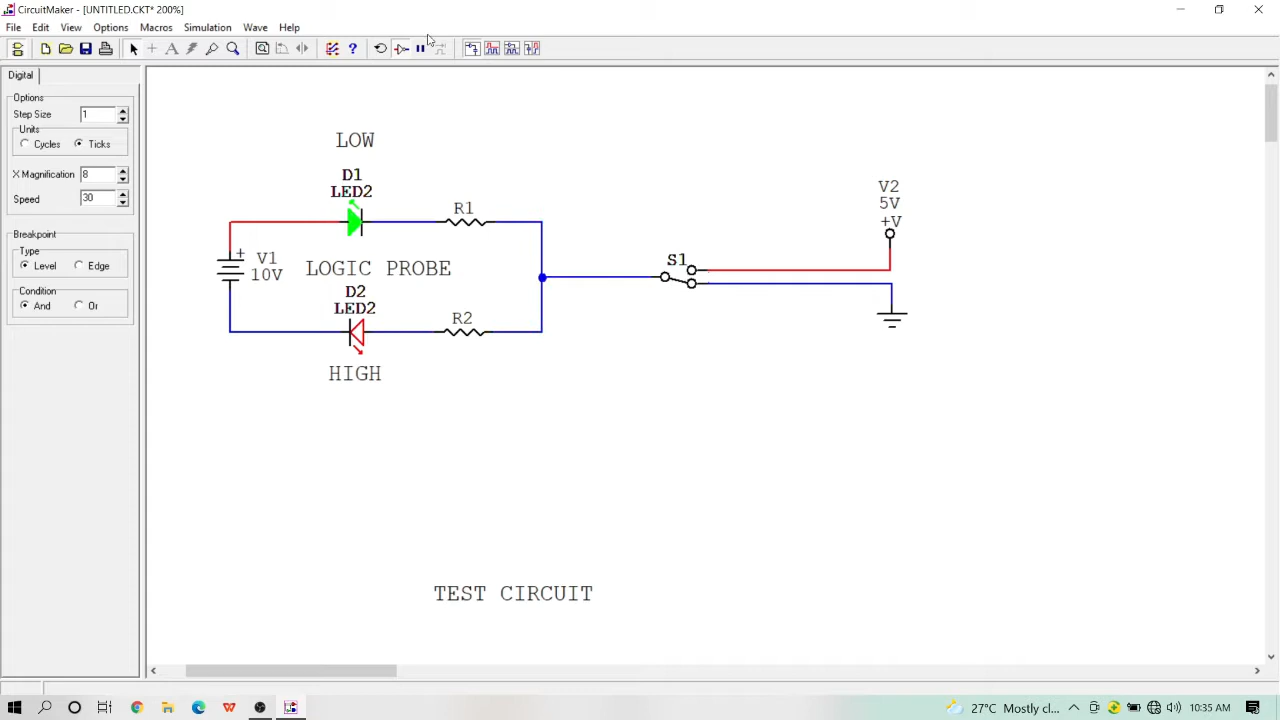 CircuitMaker - [UNTITLED.CKT* 200%]
File Edit View Options Macros Simulation Wave Help
Digital
Options
Step Size 1
Units
Cycles Ticks
X Magnification 8
Speed 30
Breakpoint
Type
Level Edge
Condition
And Or
LOW
D1
LED2
R1
V1
10V
+
LOGIC PROBE
D2
LED2
R2
HIGH
S1
V2
5V
+V
TEST CIRCUIT
27°C Mostly cl... 10:35 AM